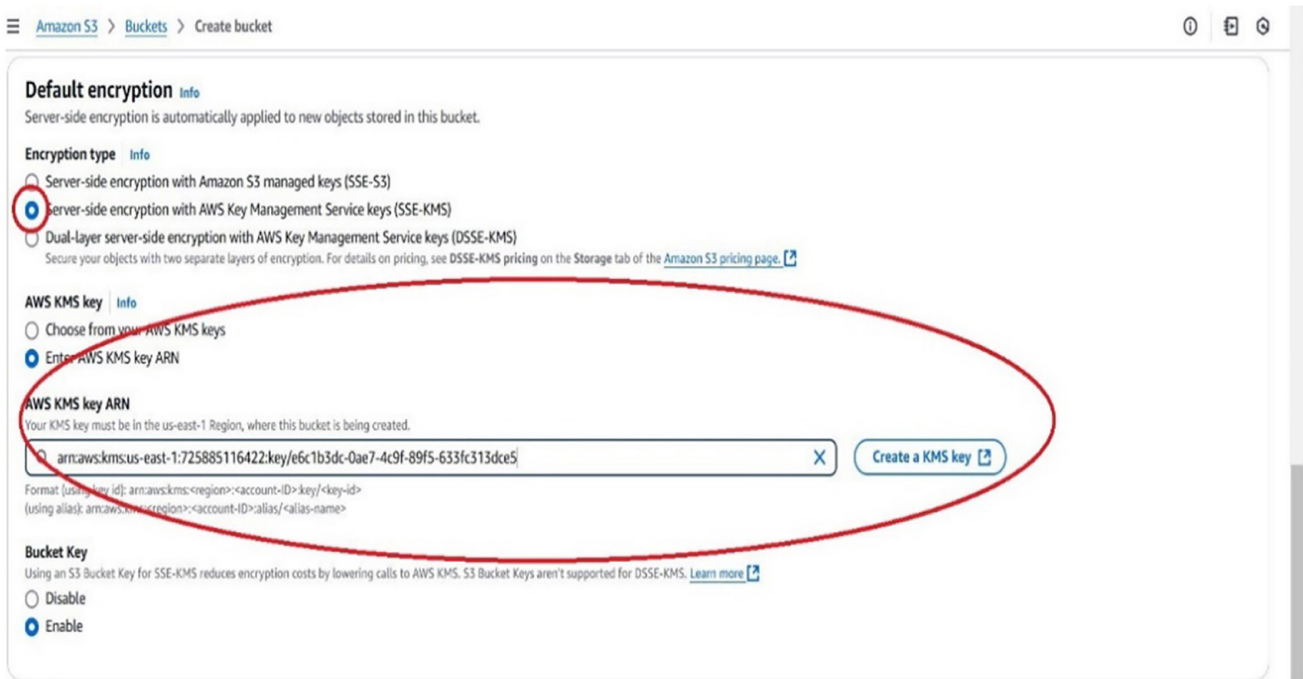 Amazon S3 > Buckets > Create bucket
Default encryption Info
Server-side encryption is automatically applied to new objects stored in this bucket.
Encryption type Info
Server-side encryption with Amazon S3 managed keys (SSE-S3)
Server-side encryption with AWS Key Management Service keys (SSE-KMS)
Dual-layer server-side encryption with AWS Key Management Service keys (DSSE-KMS)
Secure your objects with two separate layers of encryption. For details on pricing, see DSSE-KMS pricing on the Storage tab of the Amazon S3 pricing page.
AWS KMS key Info
Choose from your AWS KMS keys
Enter AWS KMS key ARN
AWS KMS key ARN
Your KMS key must be in the us-east-1 Region, where this bucket is being created.
arn:aws:kms:us-east-1:725885116422:key/e6c1b3dc-0ae7-4c9f-89f5-633fc313dce5
Create a KMS key
Format (using key id): arn:aws:kms:<region>:<account-ID>:key/<key-id>
(using alias): arn:aws:kms:<region>:<account-ID>:alias/<alias-name>
Bucket Key
Using an S3 Bucket Key for SSE-KMS reduces encryption costs by lowering calls to AWS KMS. S3 Bucket Keys aren't supported for DSSE-KMS. Learn more
Disable
Enable